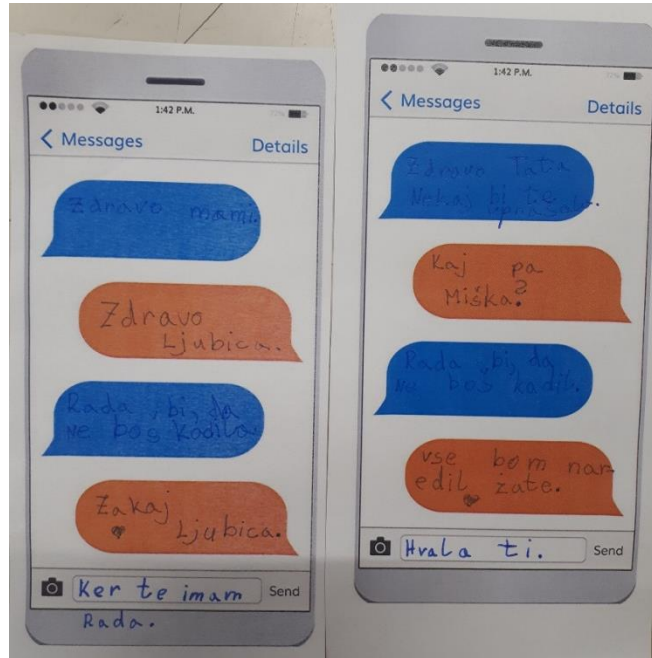 1:42 P.M.
Messages
Details
Zdravo mami.
Zdravo
Ljubica.
Rada , bi, da
ne boš kodila.
Zakaj
Ljubica.
Ker te imam
Send
Rada.
1:42 P.M.
Messages
Details
Zdravo Tata
Nekaj bi te
prašala.
Kaj pa
Miška?
Rada , bi, da
ne boš kadil.
vse bom nar-
edil zate.
Hvala ti.
Send